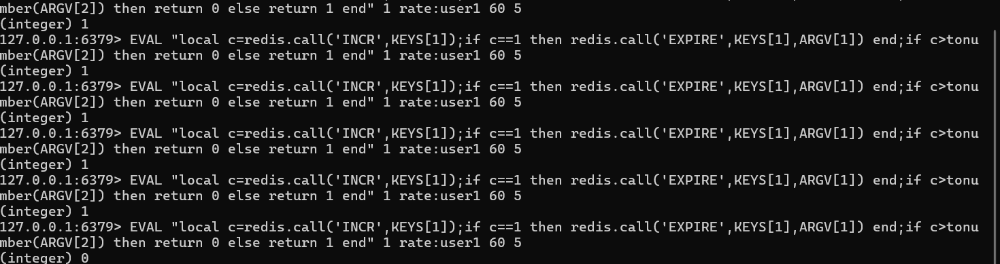 mber(ARGV[2]) then return 0 else return 1 end" 1 rate:user1 60 5
(integer) 1
127.0.0.1:6379> EVAL "local c=redis.call('INCR',KEYS[1]);if c==1 then redis.call('EXPIRE',KEYS[1],ARGV[1]) end;if c>tonu
mber(ARGV[2]) then return 0 else return 1 end" 1 rate:user1 60 5
(integer) 1
127.0.0.1:6379> EVAL "local c=redis.call('INCR',KEYS[1]);if c==1 then redis.call('EXPIRE',KEYS[1],ARGV[1]) end;if c>tonu
mber(ARGV[2]) then return 0 else return 1 end" 1 rate:user1 60 5
(integer) 1
127.0.0.1:6379> EVAL "local c=redis.call('INCR',KEYS[1]);if c==1 then redis.call('EXPIRE',KEYS[1],ARGV[1]) end;if c>tonu
mber(ARGV[2]) then return 0 else return 1 end" 1 rate:user1 60 5
(integer) 1
127.0.0.1:6379> EVAL "local c=redis.call('INCR',KEYS[1]);if c==1 then redis.call('EXPIRE',KEYS[1],ARGV[1]) end;if c>tonu
mber(ARGV[2]) then return 0 else return 1 end" 1 rate:user1 60 5
(integer) 1
127.0.0.1:6379> EVAL "local c=redis.call('INCR',KEYS[1]);if c==1 then redis.call('EXPIRE',KEYS[1],ARGV[1]) end;if c>tonu
mber(ARGV[2]) then return 0 else return 1 end" 1 rate:user1 60 5
(integer) 0